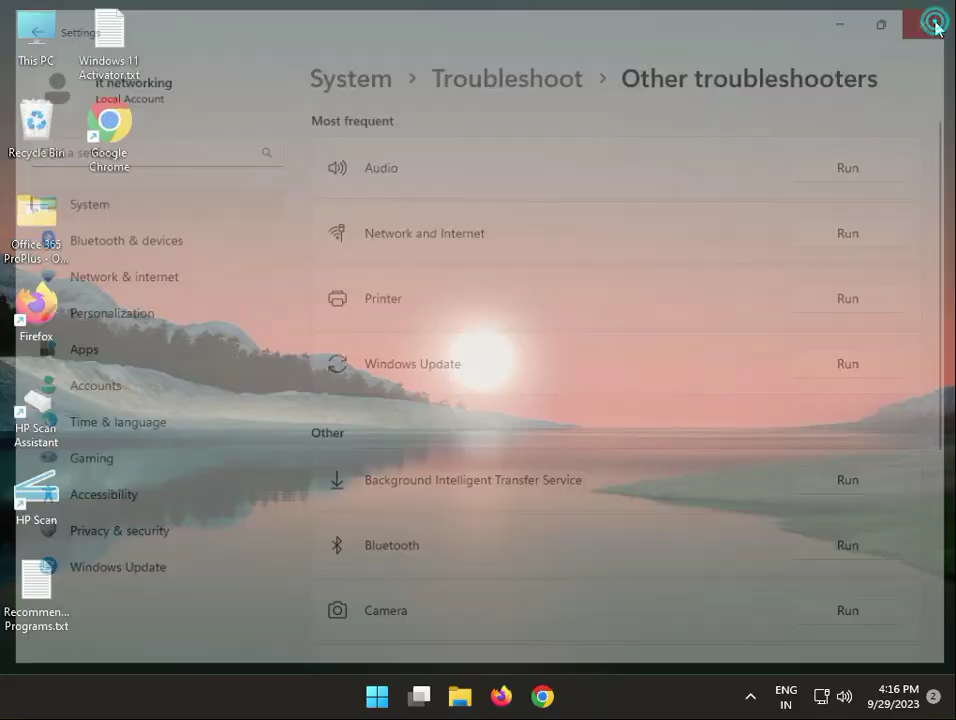 Settings
It networking
Local Account
System
Bluetooth & devices
Network & internet
Personalization
Apps
Accounts
Time & language
Gaming
Accessibility
Privacy & security
Windows Update
System > Troubleshoot > Other troubleshooters
Most frequent
Audio Run
Network and Internet Run
Printer Run
Windows Update Run
Other
Background Intelligent Transfer Service Run
Bluetooth Run
Camera Run
This PC
Windows 11
Activator.txt
Recycle Bin
Google
Chrome
Office 365
ProPlus - O...
Firefox
HP Scan
Assistant
HP Scan
Recommen...
Programs.txt
ENG
IN
4:16 PM
9/29/2023
2